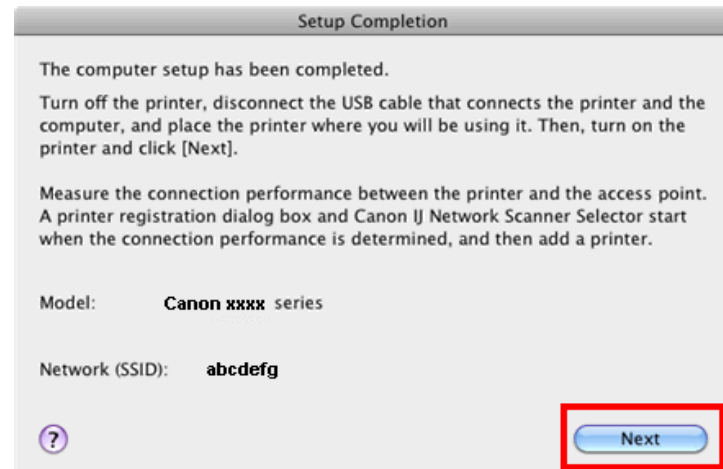 Setup Completion
The computer setup has been completed.
Turn off the printer, disconnect the USB cable that connects the printer and the
computer, and place the printer where you will be using it. Then, turn on the
printer and click [Next].
Measure the connection performance between the printer and the access point.
A printer registration dialog box and Canon IJ Network Scanner Selector start
when the connection performance is determined, and then add a printer.
Model: Canon xxxx series
Network (SSID): abcdefg
? Next